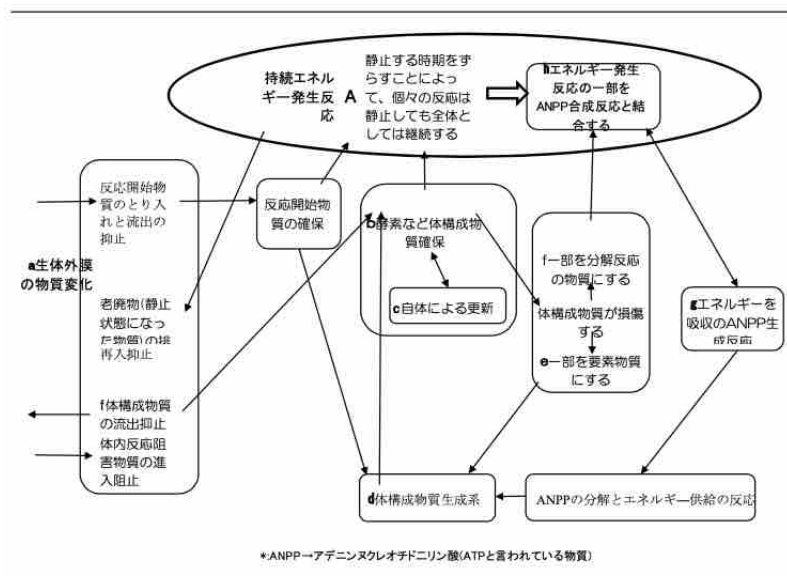 持続エネル
ギー発生反
応
A
静止する時期をず
らすことによっ
て、個々の反応は
静止しても全体と
しては継続する
hエネルギー発生
反応の一部を
ANPP合成反応と結
合する
反応開始物
質のとり入
れと流出の
抑止
a生体外膜
の物質変化
老廃物(静止
状態になっ
た物質)の排
再入抑止
f体構成物質
の流出抑止
体内反応阻
害物質の進
入阻止
反応開始物
質の確保
b酵素など体構成物
質確保
c自体による更新
f一部を分解反応
の物質にする
体構成物質が損傷
する
e一部を要素物質
にする
gエネルギーを
吸収のANPP生
成反応
d体構成物質生成系
ANPPの分解とエネルギー供給の反応
*:ANPP→アデニンヌクレオチドニリン酸(ATPと言われている物質)